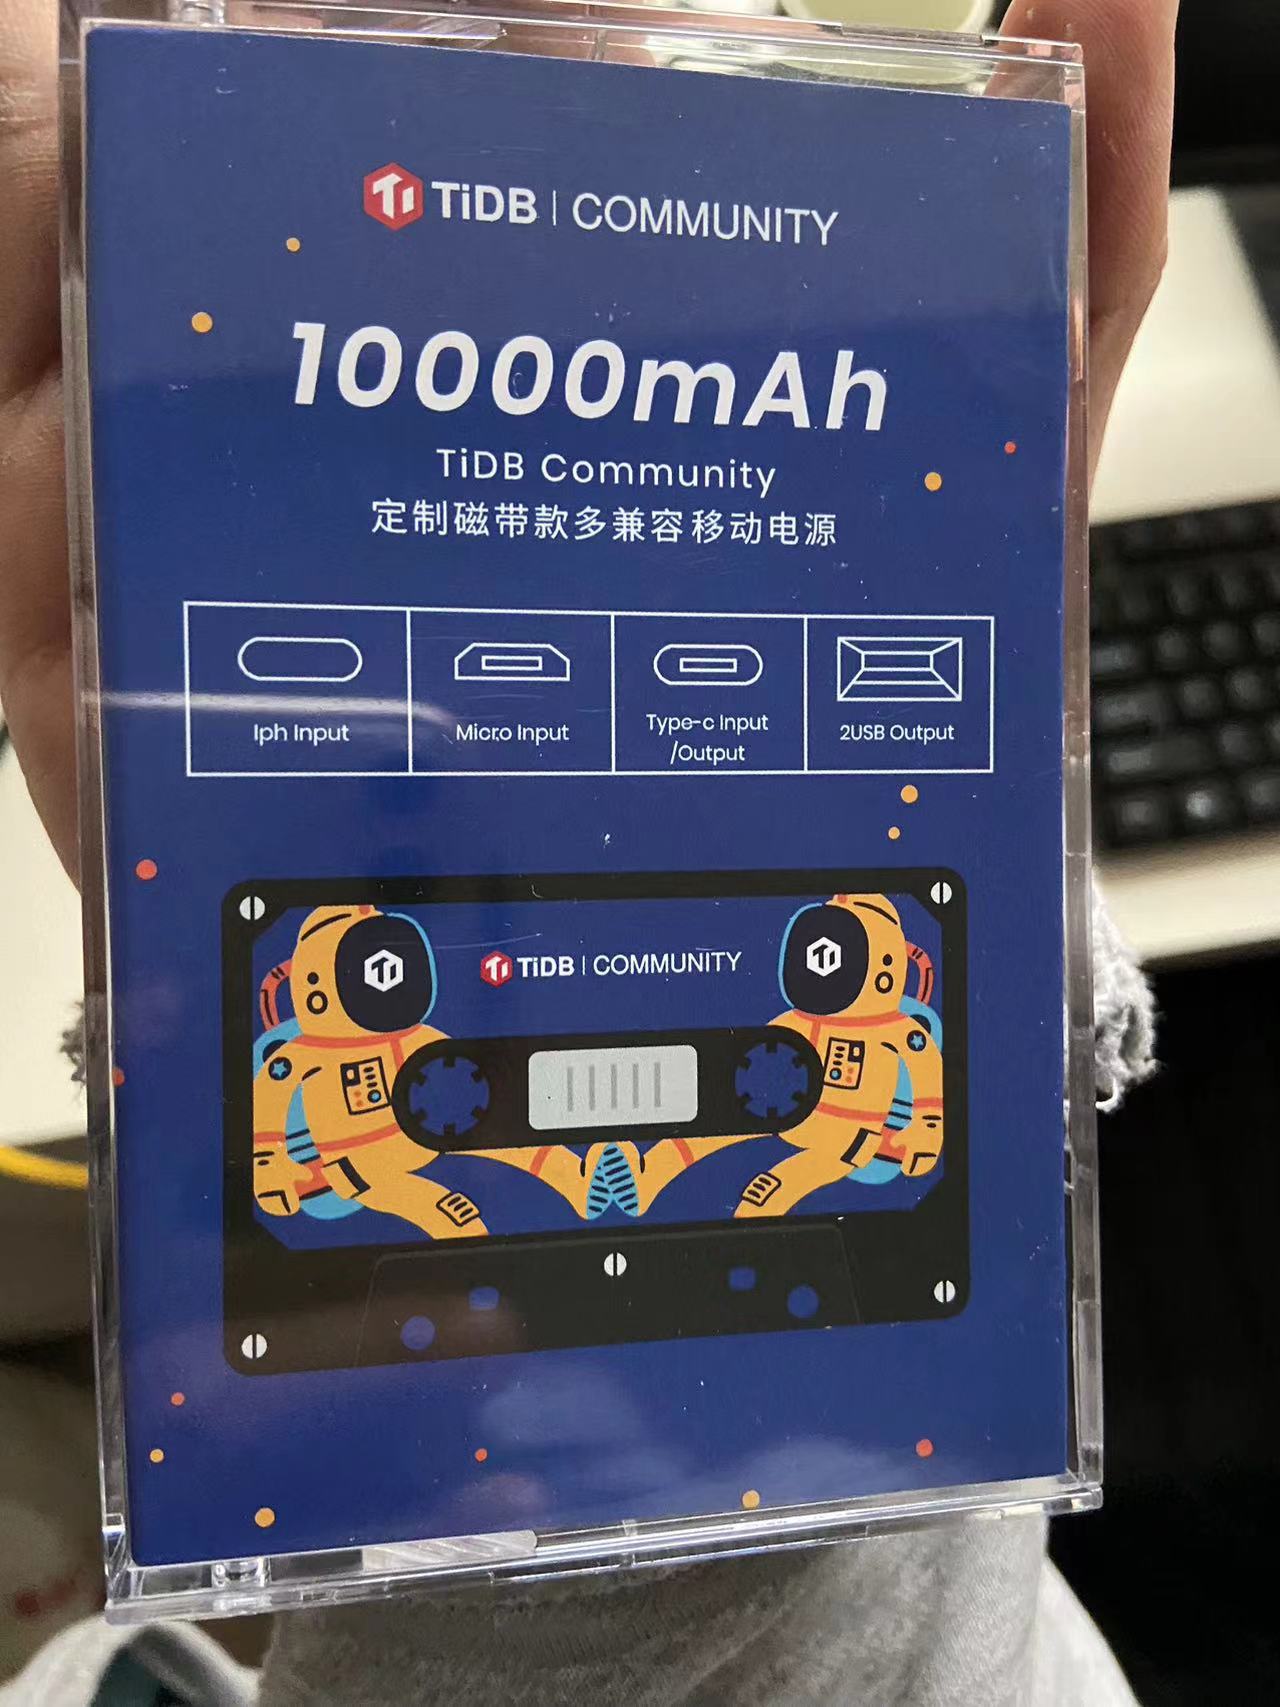 TiDB | COMMUNITY
10000mAh
TiDB Community
定制磁带款多兼容移动电源
Iph Input
Micro Input
Type-c Input
/Output
2USB Output
TiDB | COMMUNITY